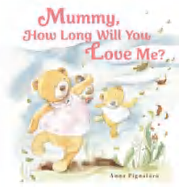 Mummy,
How Long Will You
Love Me?
Anna Pignataro